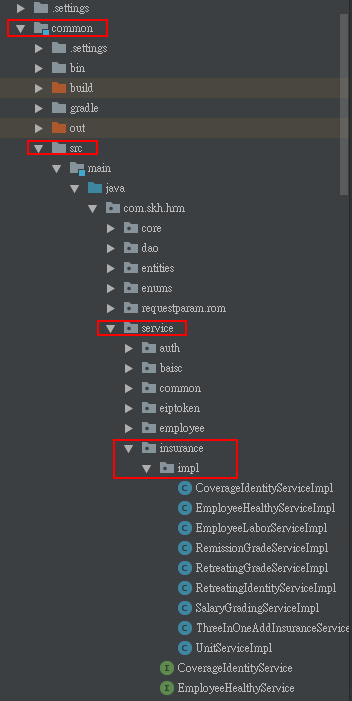 .settings
common
.settings
bin
build
gradle
out
src
main
java
com.skh.hrm
core
dao
entities
enums
requestparam.rom
service
auth
baisc
common
eiptoken
employee
insurance
impl
CoverageIdentityServiceImpl
EmployeeHealthyServiceImpl
EmployeeLaborServiceImpl
RemissionGradeServiceImpl
RetreatingGradeServiceImpl
RetreatingIdentityServiceImpl
SalaryGradingServiceImpl
ThreeInOneAddInsuranceService
UnitServiceImpl
CoverageIdentityService
EmployeeHealthyService